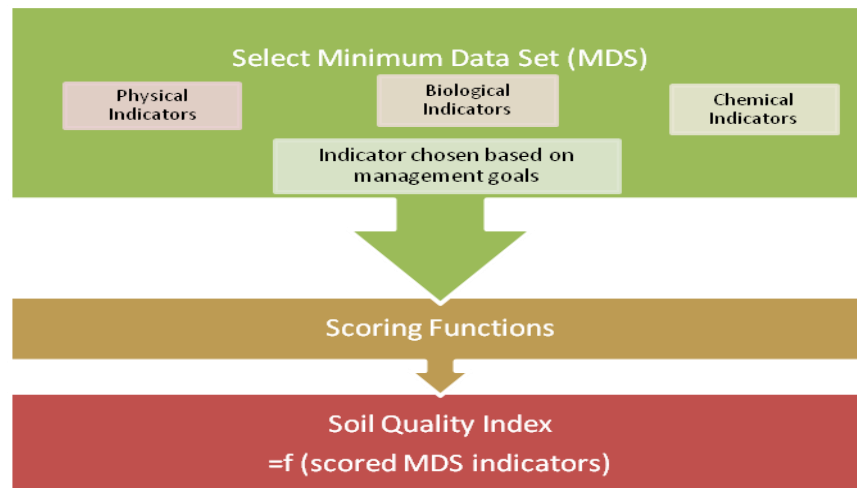 Select Minimum Data Set (MDS)
Physical
Indicators
Biological
Indicators
Chemical
Indicators
Indicator chosen based on
management goals
Scoring Functions
Soil Quality Index
=f (scored MDS indicators)